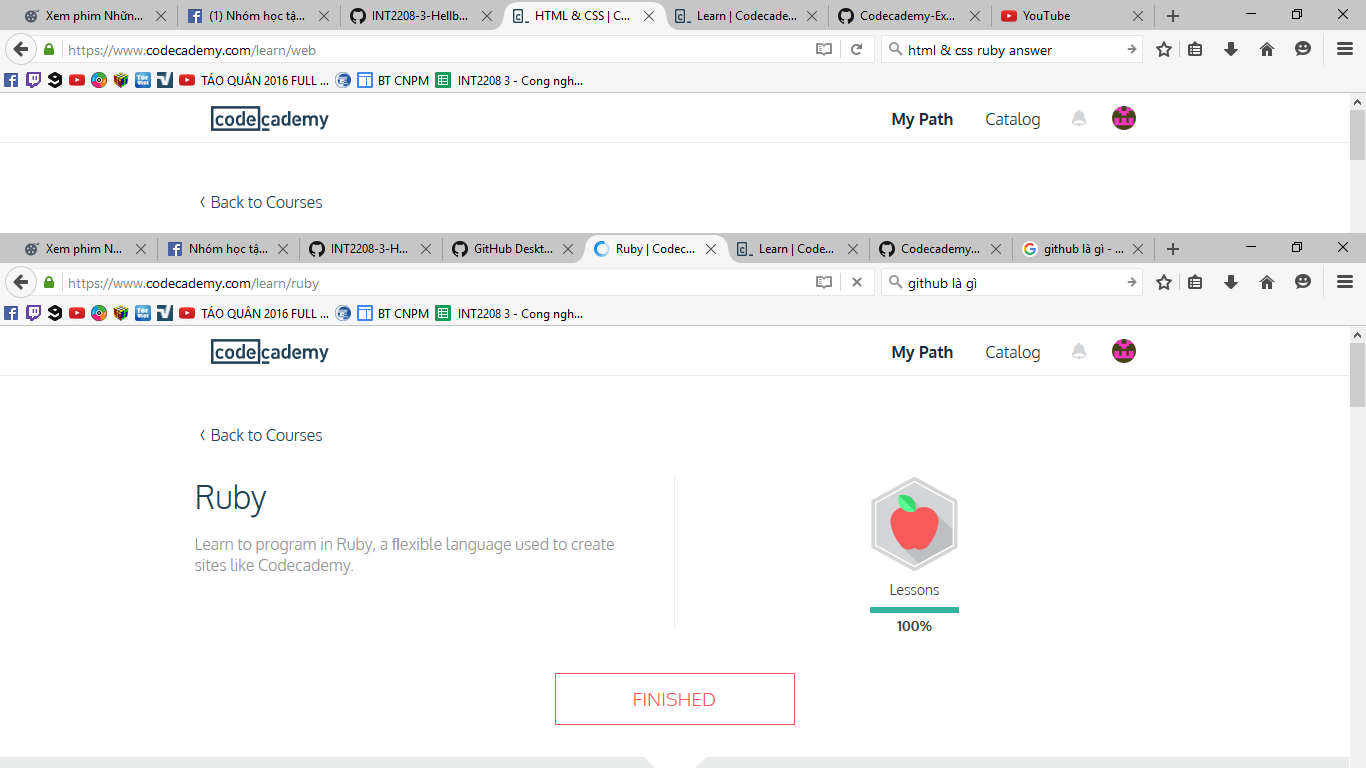 Xem phim Nhữn... (1) Nhóm học tậ... INT2208-3-Hellb... HTML & CSS | C... Learn | Codecade... Codecademy-Ex... YouTube
https://www.codecademy.com/learn/web html & css ruby answer
TÁO QUÂN 2016 FULL ... BT CNPM INT2208 3 - Cong ngh...
codecademy My Path Catalog
Back to Courses
Xem phim N... Nhóm học tậ... INT2208-3-H... GitHub Deskt... Ruby | Codec... Learn | Code... Codecademy... github là gì - ...
https://www.codecademy.com/learn/ruby github là gì
TÁO QUÂN 2016 FULL ... BT CNPM INT2208 3 - Cong ngh...
codecademy My Path Catalog
Back to Courses
Ruby
Learn to program in Ruby, a flexible language used to create
sites like Codecademy.
Lessons
100%
FINISHED